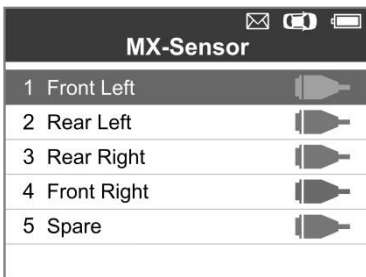 MX-Sensor
1 Front Left
2 Rear Left
3 Rear Right
4 Front Right
5 Spare